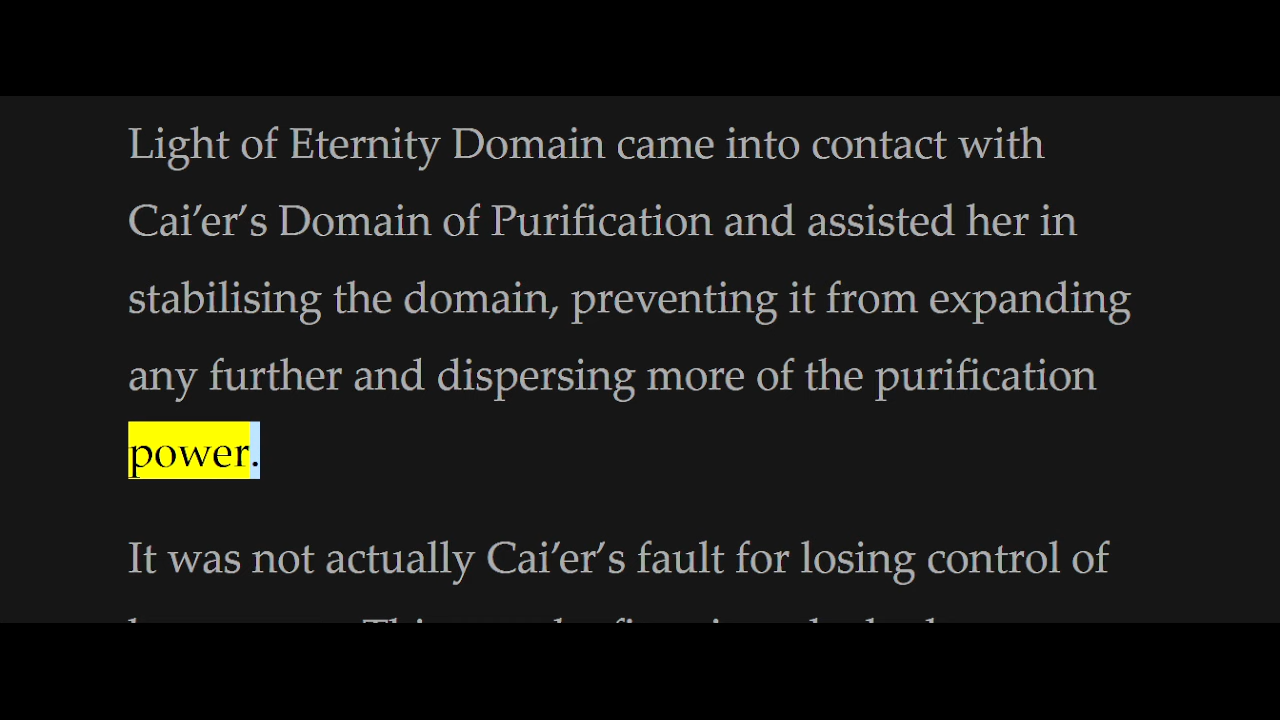 Light of Eternity Domain came into contact with
Cai’er’s Domain of Purification and assisted her in
stabilising the domain, preventing it from expanding
any further and dispersing more of the purification
power.
It was not actually Cai’er’s fault for losing control of